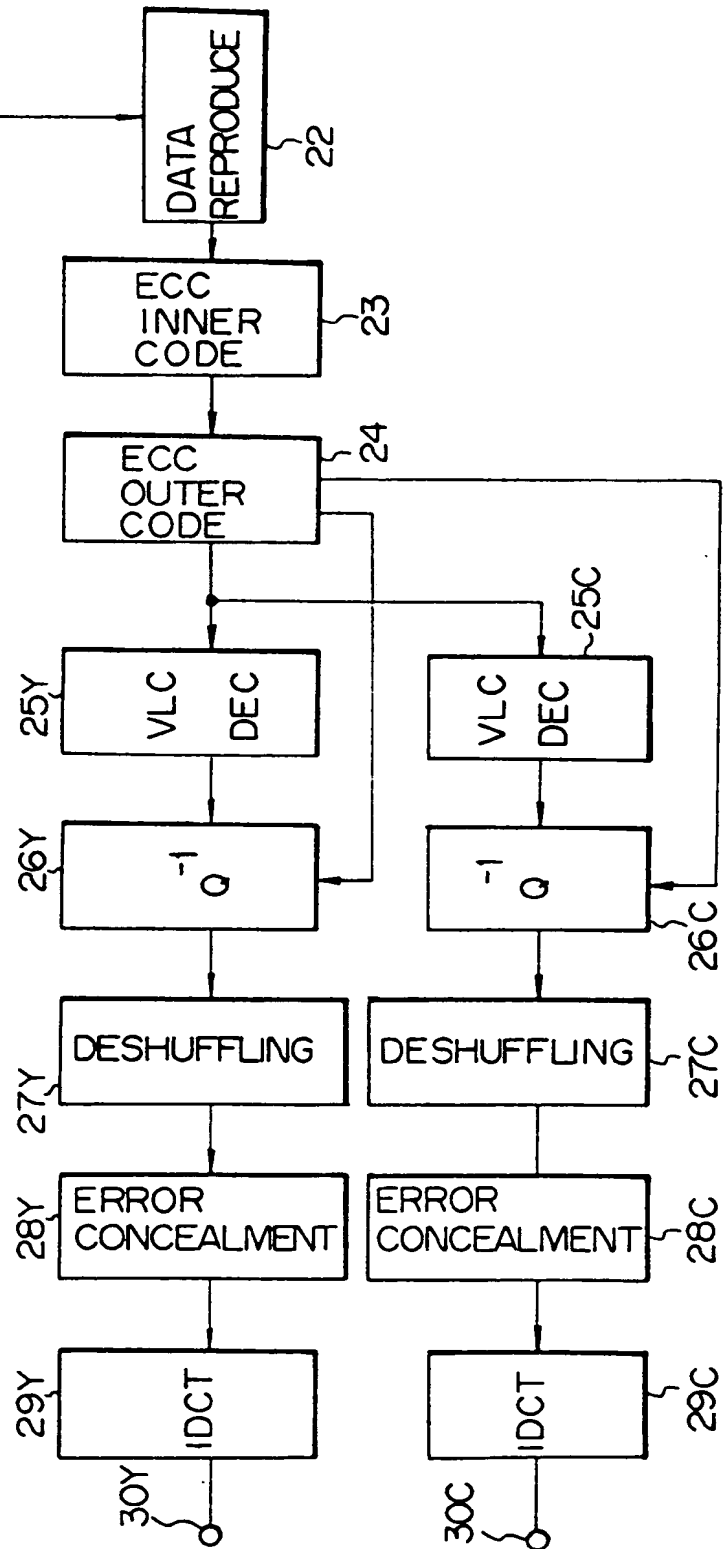 DATA
REPRODUCE
22
ECC
INNER
CODE
23
ECC
OUTER
CODE
24
25Y
VLC
DEC
25C
VLC
DEC
26Y
Q⁻¹
26C
Q⁻¹
27Y
DESHUFFLING
27C
DESHUFFLING
28Y
ERROR
CONCEALMENT
28C
ERROR
CONCEALMENT
29Y
IDCT
29C
IDCT
30Y
30C